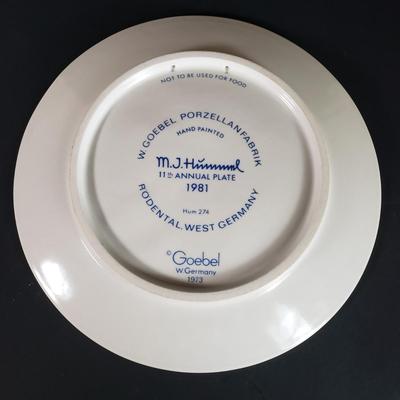 NOT TO BE USED FOR FOOD
W. GOEBEL PORZELLANFABRIK
HAND PAINTED
M.J. Hummel
11th ANNUAL PLATE
1981
Hum 274
RÖDENTAL, WEST GERMANY
© Goebel
W. Germany
1973